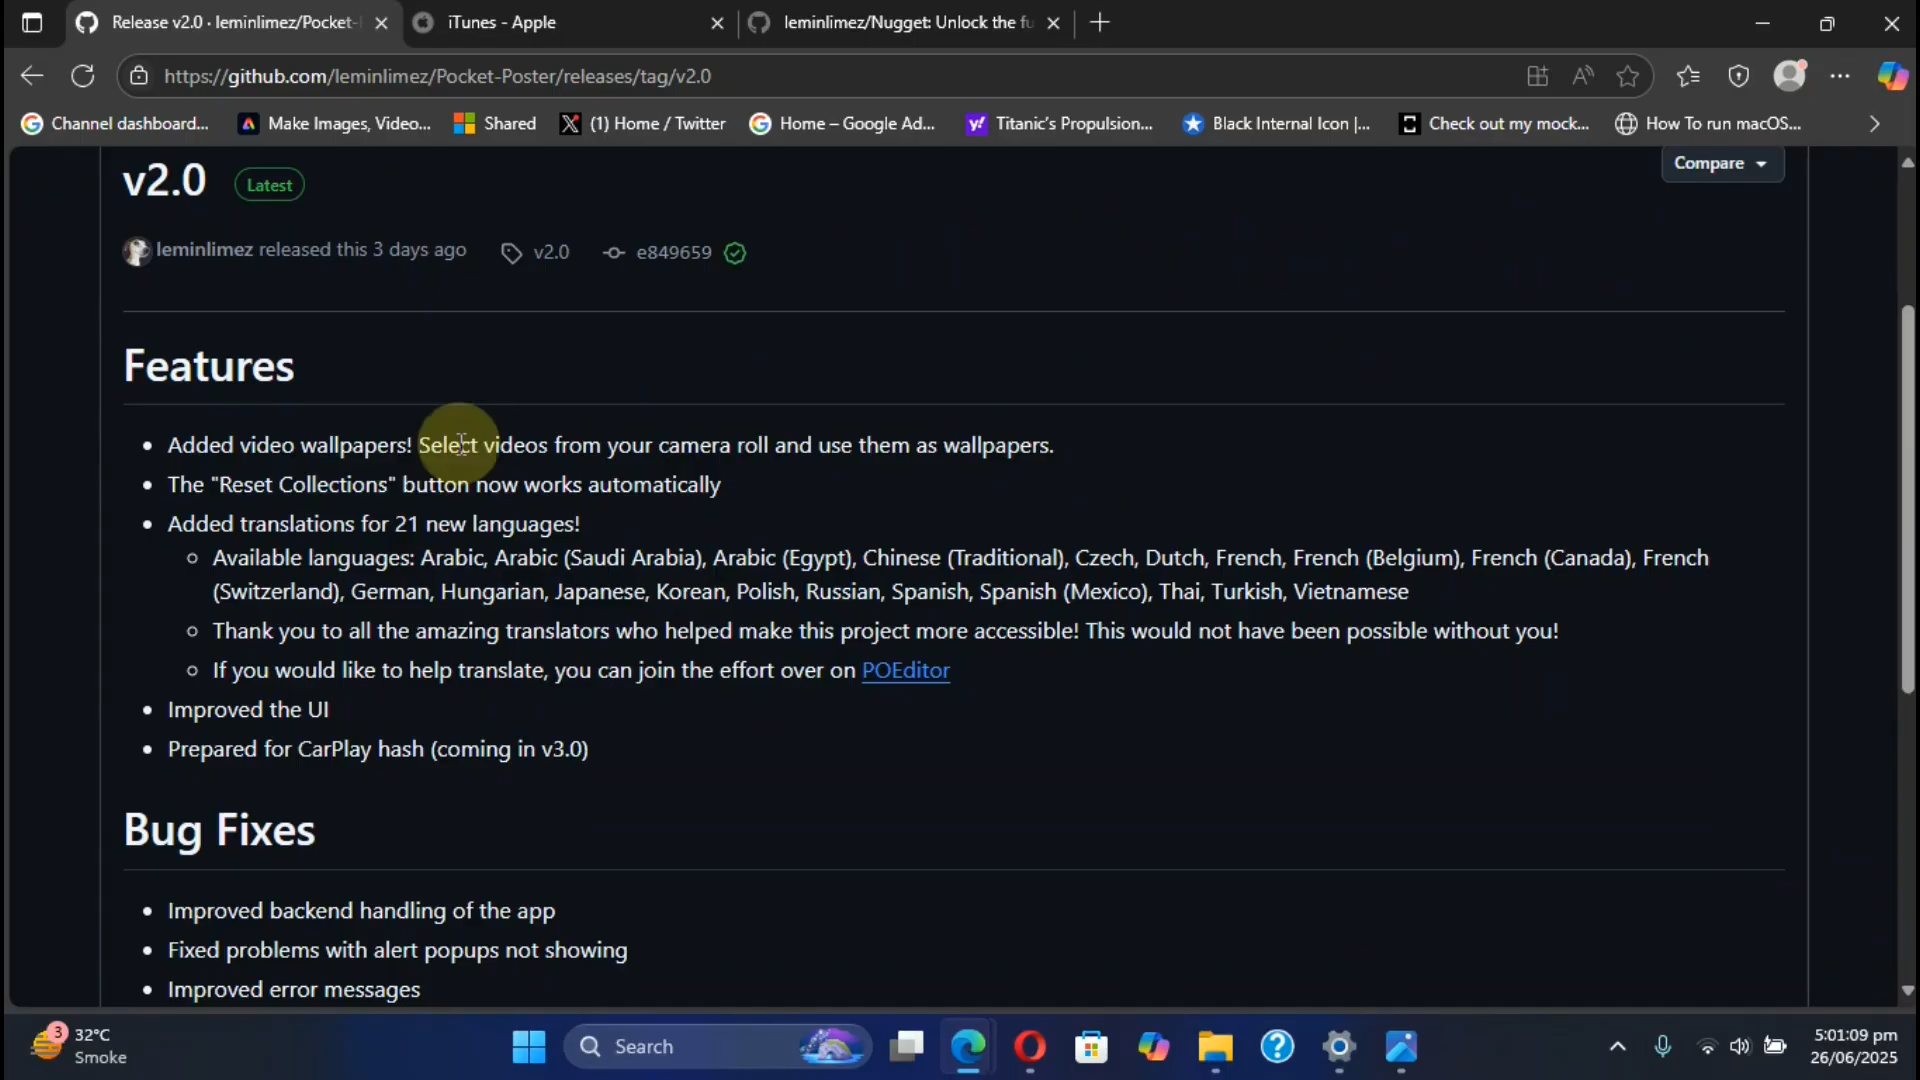 Release v2.0 · leminlimez/Pocket-
iTunes - Apple
leminlimez/Nugget: Unlock the fu
https://github.com/leminlimez/Pocket-Poster/releases/tag/v2.0
Channel dashboard...
Make Images, Video...
Shared
(1) Home / Twitter
Home – Google Ad...
Titanic's Propulsion...
Black Internal Icon |...
Check out my mock...
How To run macOS...
v2.0
Latest
Compare
leminlimez released this 3 days ago
v2.0
e849659
Features
Added video wallpapers! Select videos from your camera roll and use them as wallpapers.
The "Reset Collections" button now works automatically
Added translations for 21 new languages!
Available languages: Arabic, Arabic (Saudi Arabia), Arabic (Egypt), Chinese (Traditional), Czech, Dutch, French, French (Belgium), French (Canada), French
(Switzerland), German, Hungarian, Japanese, Korean, Polish, Russian, Spanish, Spanish (Mexico), Thai, Turkish, Vietnamese
Thank you to all the amazing translators who helped make this project more accessible! This would not have been possible without you!
If you would like to help translate, you can join the effort over on POEditor
Improved the UI
Prepared for CarPlay hash (coming in v3.0)
Bug Fixes
Improved backend handling of the app
Fixed problems with alert popups not showing
Improved error messages
3
32°C
Smoke
Search
5:01:09 pm
26/06/2025